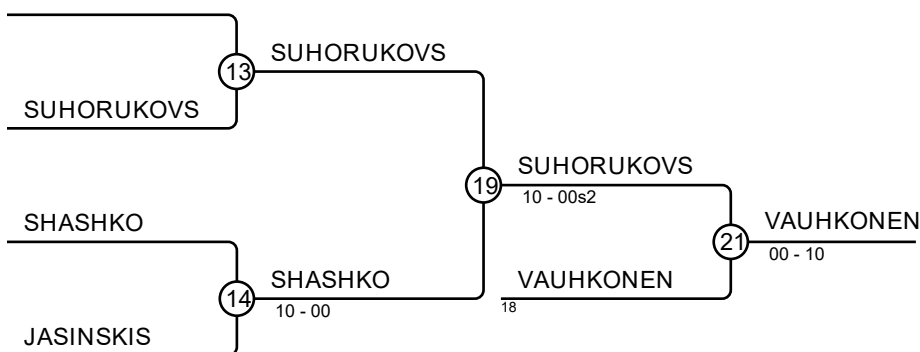 SUHORUKOVS
13
SUHORUKOVS
SUHORUKOVS
19
10 - 00s2
SHASHKO
VAUHKONEN
21
00 - 10
SHASHKO
VAUHKONEN
14
10 - 00
18
JASINSKIS